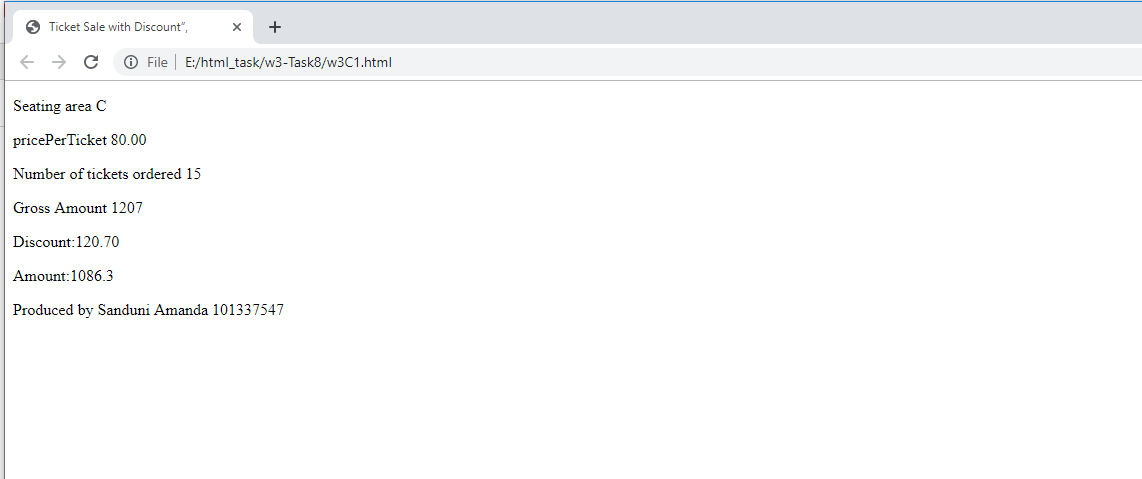 Ticket Sale with Discount”,
File E:/html_task/w3-Task8/w3C1.html
Seating area C
pricePerTicket 80.00
Number of tickets ordered 15
Gross Amount 1207
Discount:120.70
Amount:1086.3
Produced by Sanduni Amanda 101337547